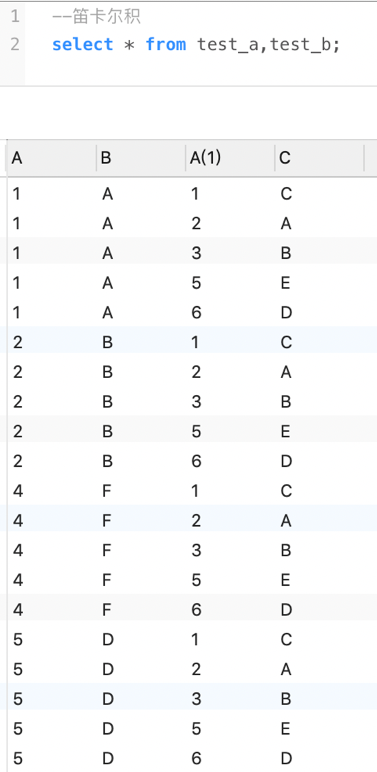 1 --笛卡尔积
2 select * from test_a,test_b;
A B A(1) C
1 A 1 C
1 A 2 A
1 A 3 B
1 A 5 E
1 A 6 D
2 B 1 C
2 B 2 A
2 B 3 B
2 B 5 E
2 B 6 D
4 F 1 C
4 F 2 A
4 F 3 B
4 F 5 E
4 F 6 D
5 D 1 C
5 D 2 A
5 D 3 B
5 D 5 E
5 D 6 D